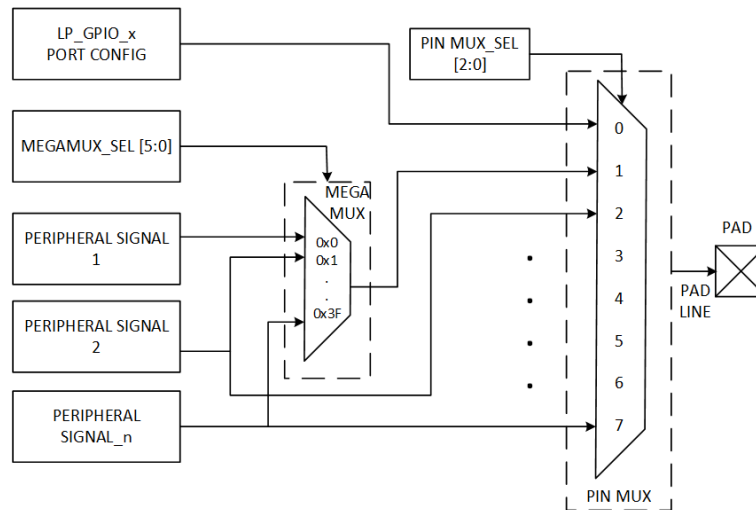 LP_GPIO_x
PORT CONFIG
PIN MUX_SEL
[2:0]
MEGAMUX_SEL [5:0]
MEGA
MUX
PERIPHERAL SIGNAL
1
PERIPHERAL SIGNAL
2
PERIPHERAL
SIGNAL_n
0x0
0x1
.
.
0x3F
0
1
2
3
4
5
6
7
PIN MUX
PAD
PAD
LINE